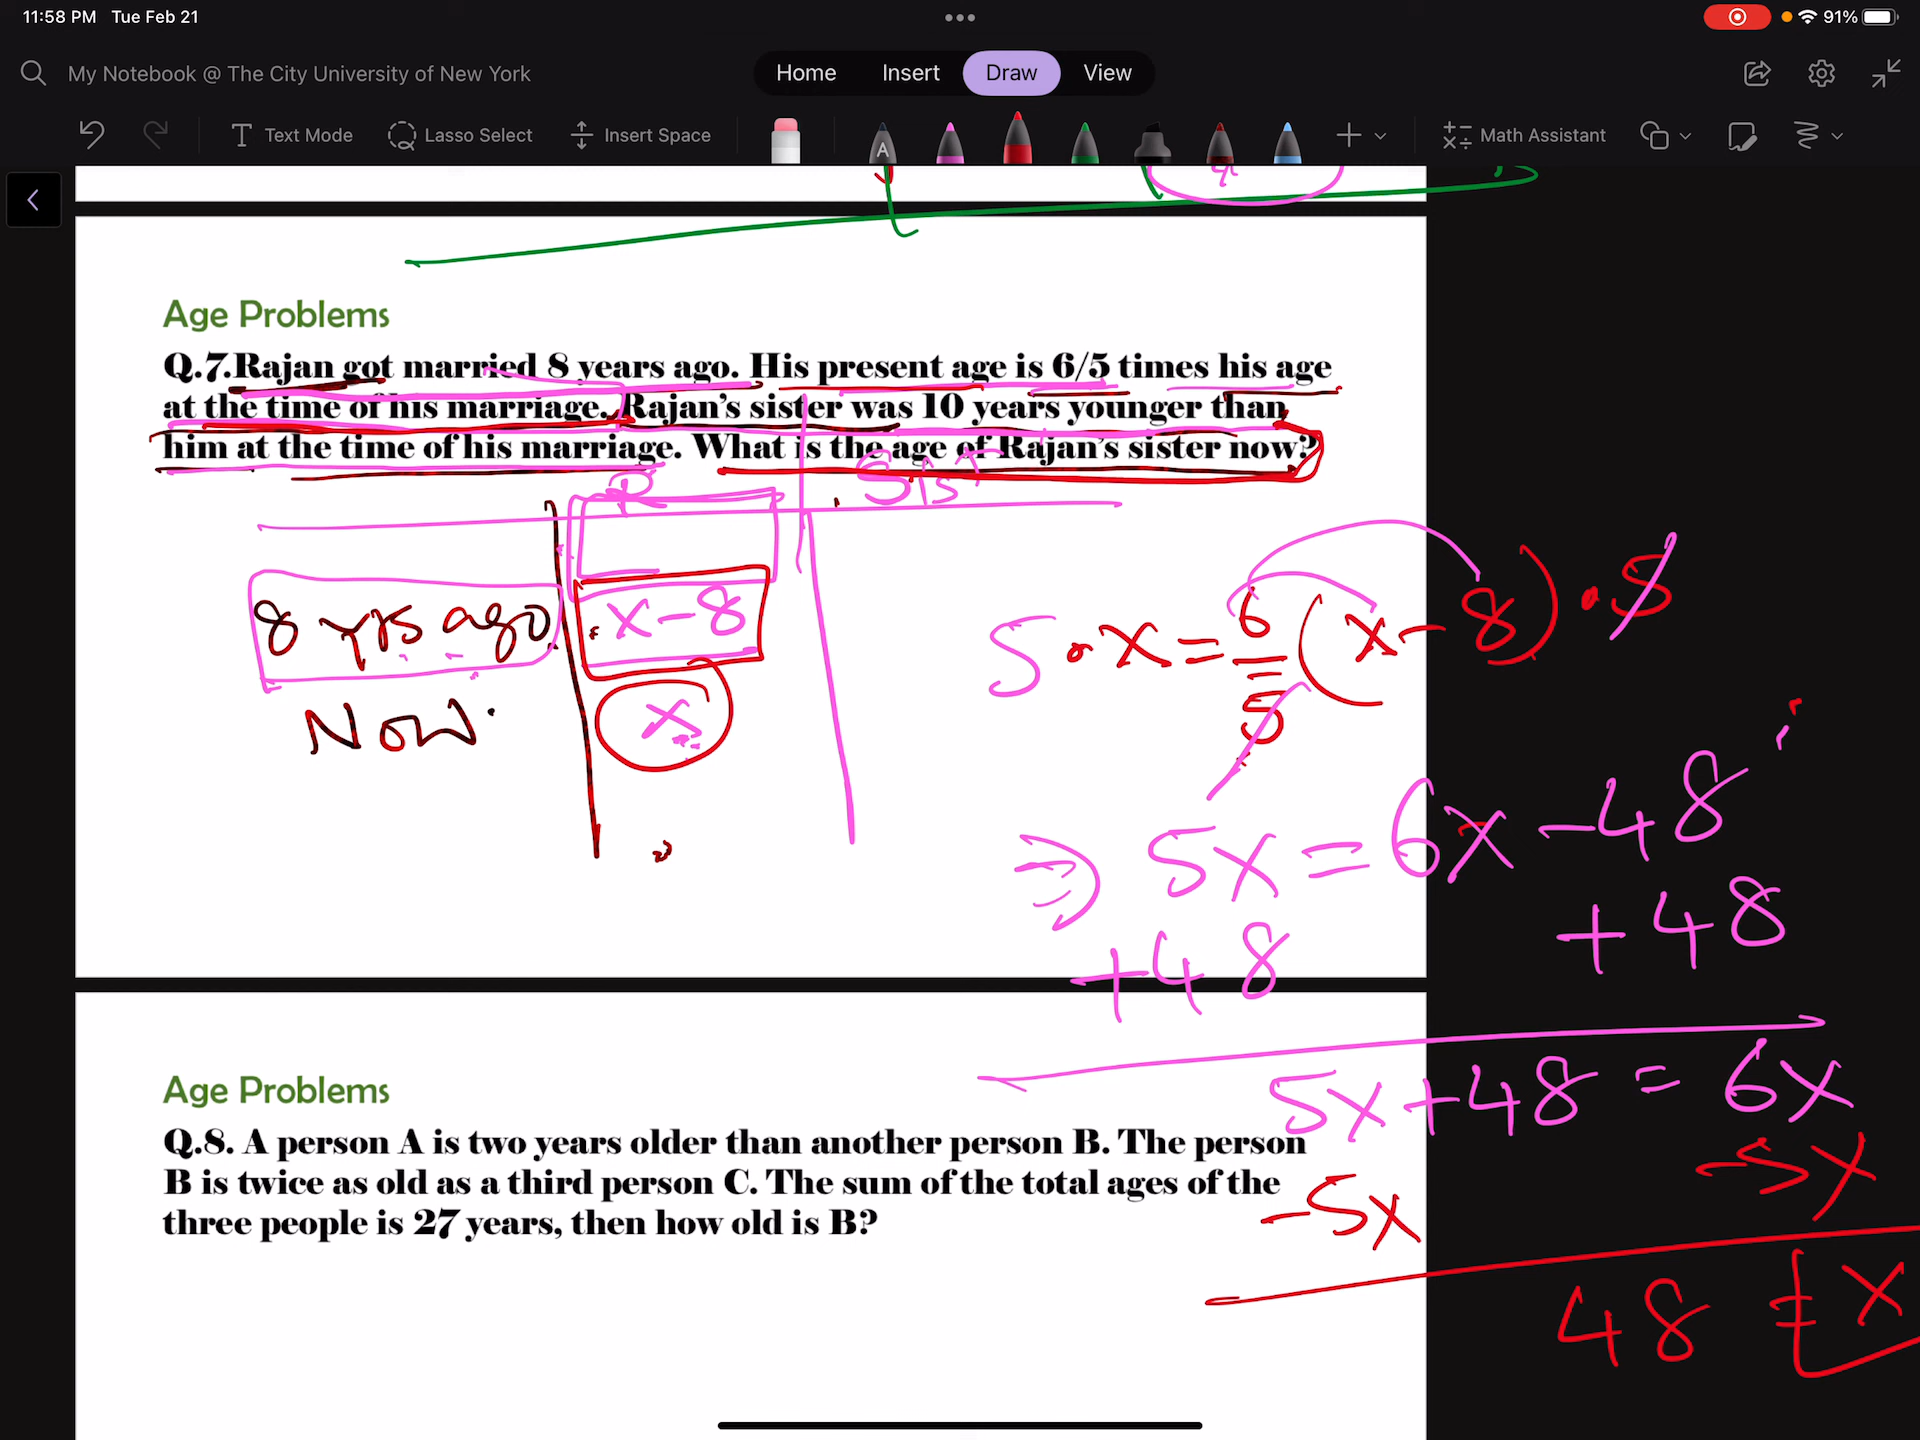 11:58 PM Tue Feb 21
91%
My Notebook @ The City University of New York
Home Insert Draw View
Text Mode Lasso Select Insert Space A Math Assistant
Age Problems
Q.7.Rajan got married 8 years ago. His present age is 6/5 times his age
at the time of his marriage. Rajan's sister was 10 years younger than
him at the time of his marriage. What is the age of Rajan's sister now?
R Sist
8 yrs ago x-8
Now x
5 • x = 6/5 (x-8) • 5
⇒ 5x = 6x - 48
+48 +48
5x+48 = 6x
-5x -5x
48 = x
Age Problems
Q.8. A person A is two years older than another person B. The person
B is twice as old as a third person C. The sum of the total ages of the
three people is 27 years, then how old is B?